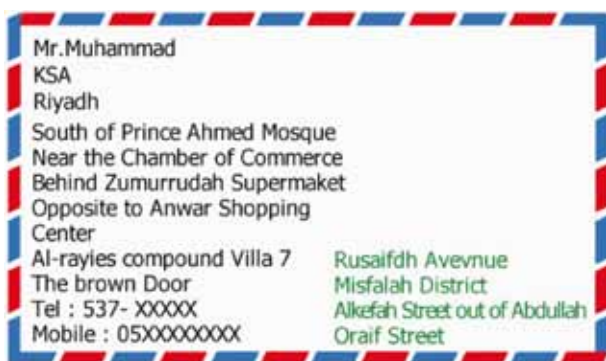 Mr.Muhammad
KSA
Riyadh
South of Prince Ahmed Mosque
Near the Chamber of Commerce
Behind Zumurrudah Supermaket
Opposite to Anwar Shopping
Center
Al-rayies compound Villa 7
The brown Door
Tel : 537- XXXXX
Mobile : 05XXXXXXXX
Rusaifdh Avevnue
Misfalah District
Alkefah Street out of Abdullah
Oraif Street